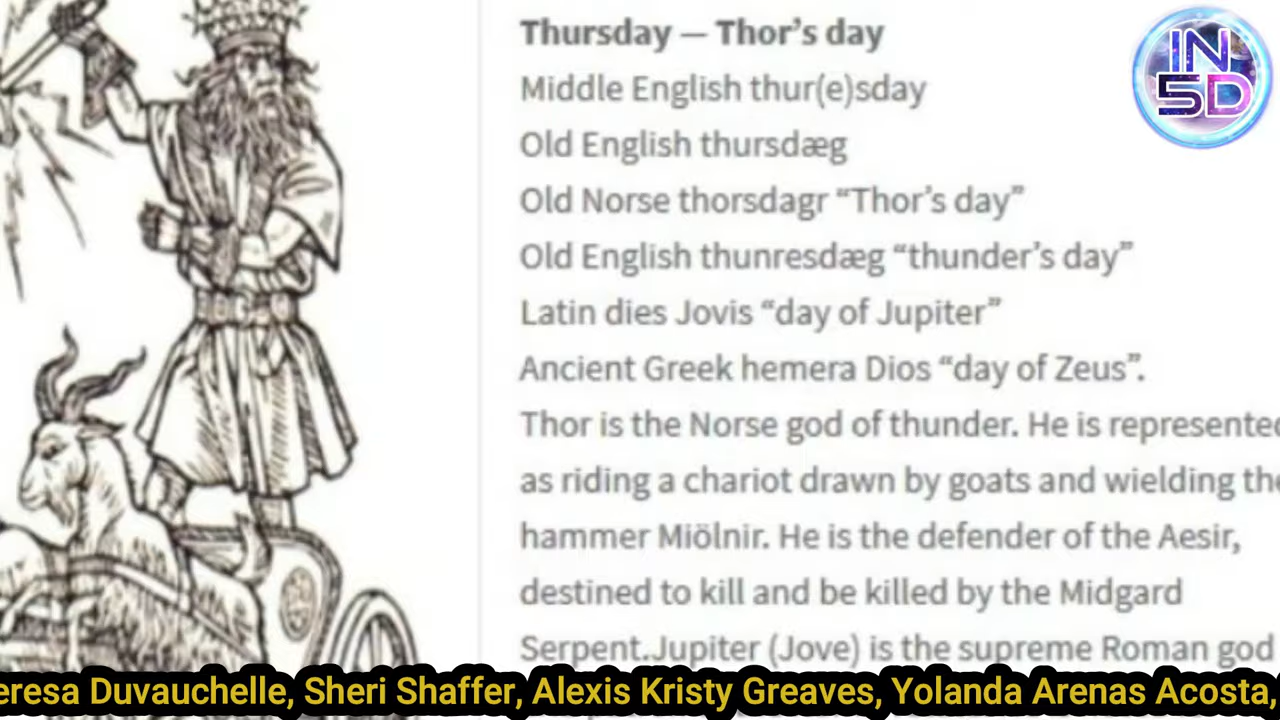 Thursday — Thor’s day
IN
5D
Middle English thur(e)sday
Old English thursdæg
Old Norse thorsdagr “Thor’s day”
Old English thunresdæg “thunder’s day”
Latin dies Jovis “day of Jupiter”
Ancient Greek hemera Dios “day of Zeus”.
Thor is the Norse god of thunder. He is represented
as riding a chariot drawn by goats and wielding the
hammer Miölnir. He is the defender of the Aesir,
destined to kill and be killed by the Midgard
Serpent.Jupiter (Jove) is the supreme Roman god
eresa Duvauchelle, Sheri Shaffer, Alexis Kristy Greaves, Yolanda Arenas Acosta,